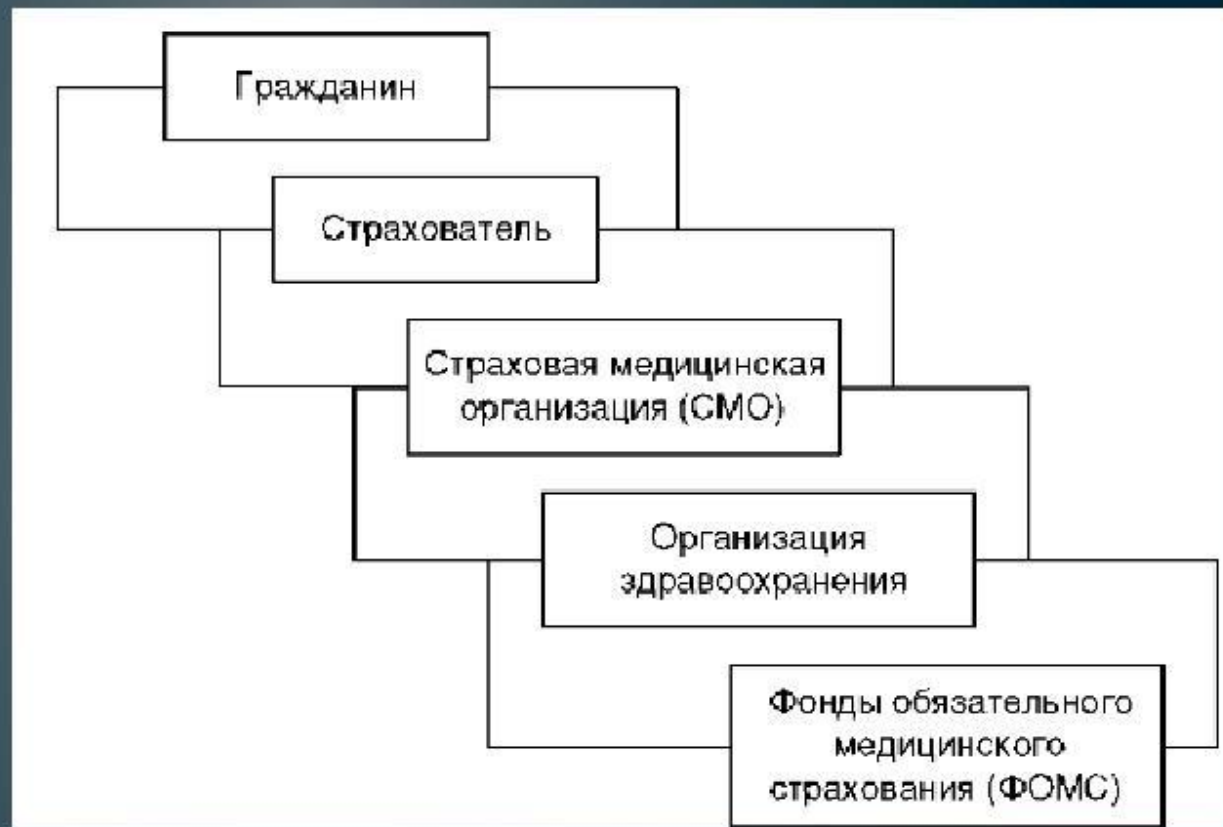 Гражданин
Страхователь
Страховая медицинская
организация (СМО)
Организация
здравоохранения
Фонды обязательного
медицинского
страхования (ФОМС)